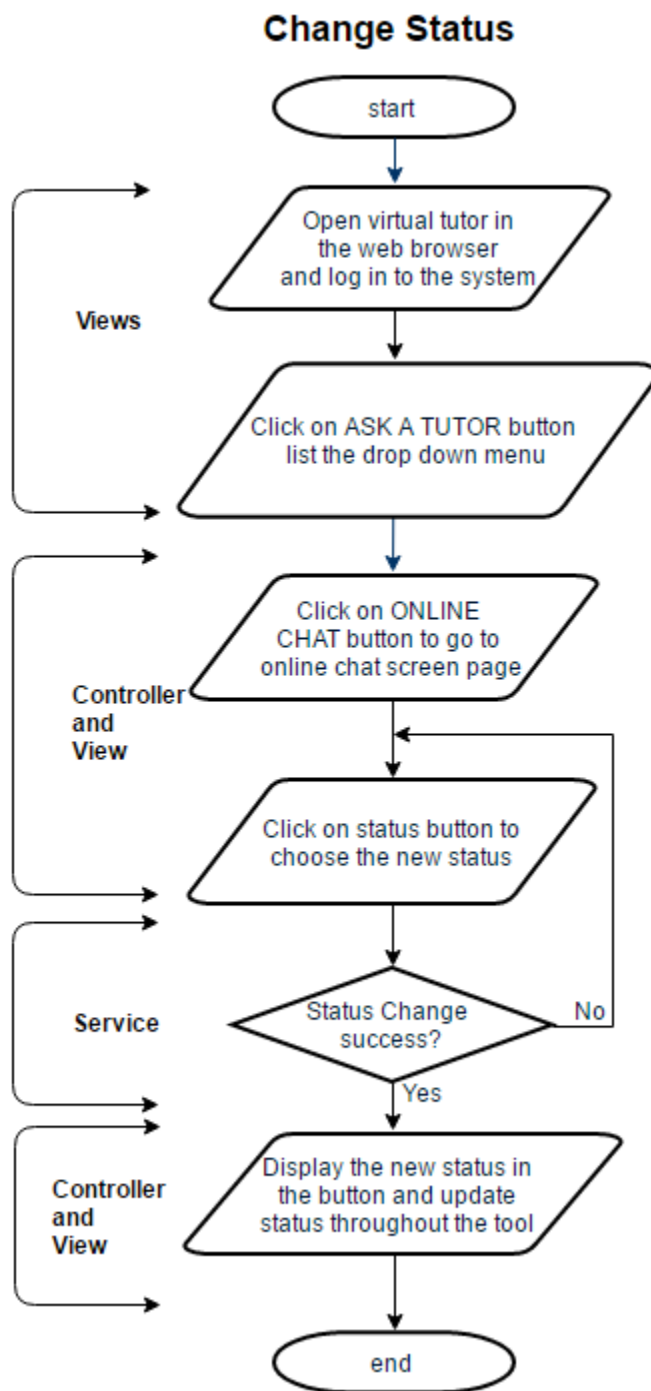 Change Status
start
Open virtual tutor in
the web browser
and log in to the system
Views
Click on ASK A TUTOR button
list the drop down menu
Click on ONLINE
CHAT button to go to
online chat screen page
Controller
and
View
Click on status button to
choose the new status
Status Change
success?
No
Service
Yes
Display the new status in
the button and update
status throughout the tool
Controller
and
View
end